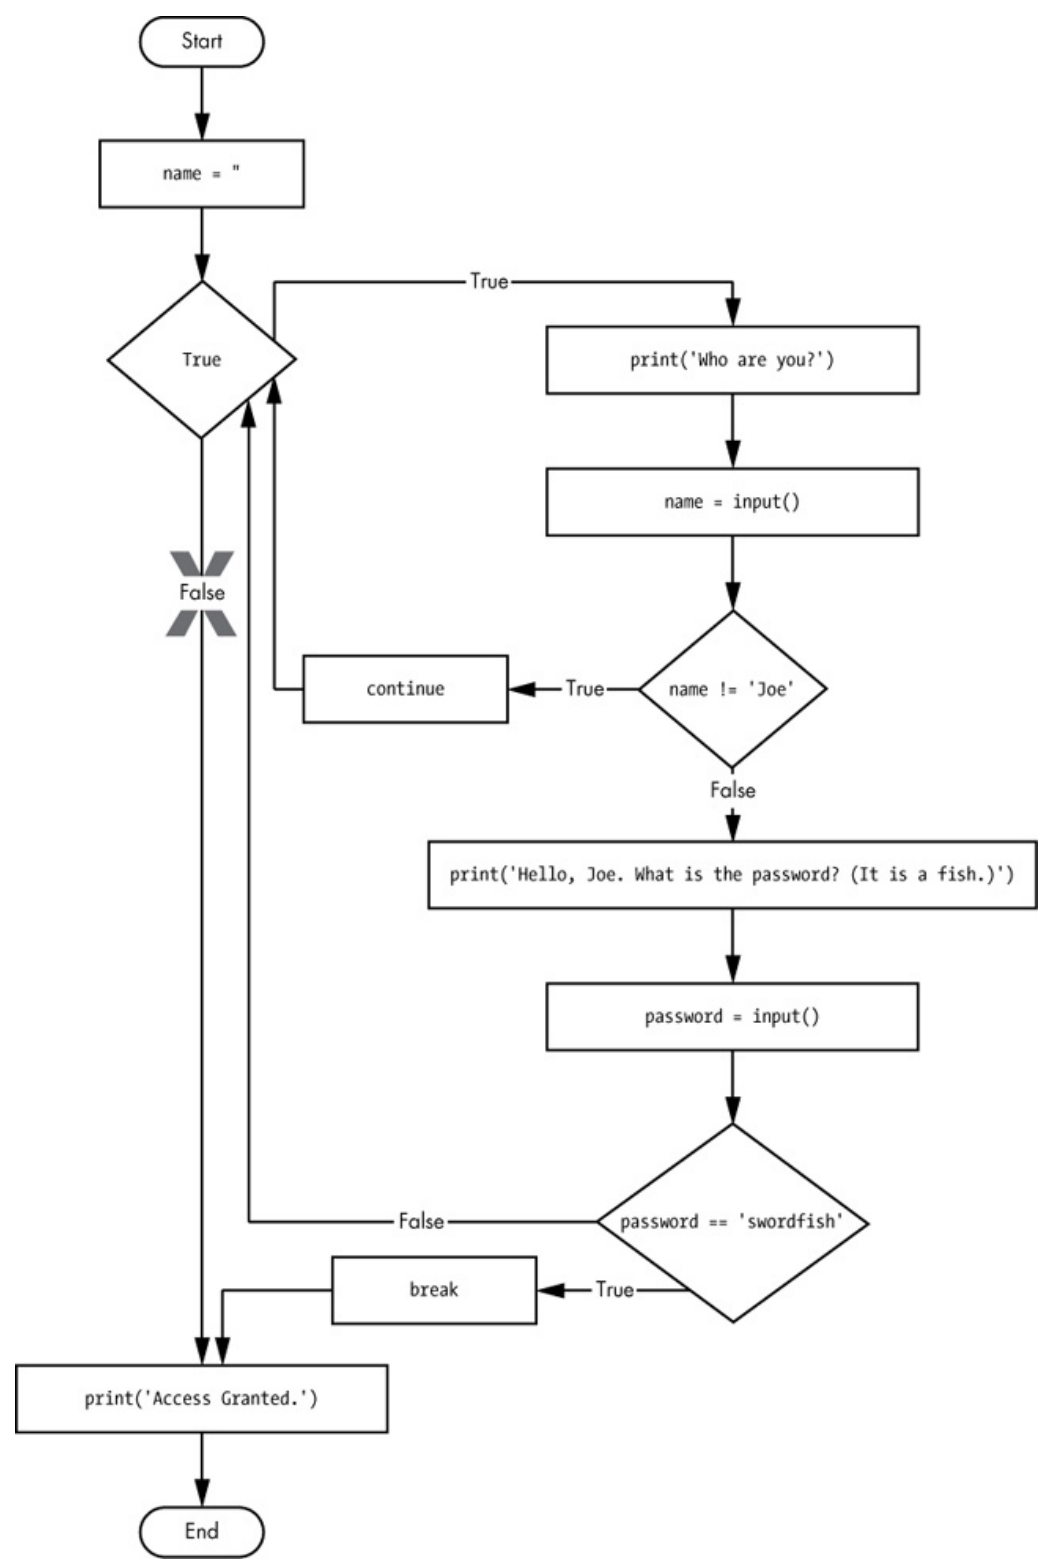 Start
name = "
True
True
print('Who are you?')
name = input()
False
continue
True
name != 'Joe'
False
print('Hello, Joe. What is the password? (It is a fish.)')
password = input()
False
password == 'swordfish'
break
True
print('Access Granted.')
End